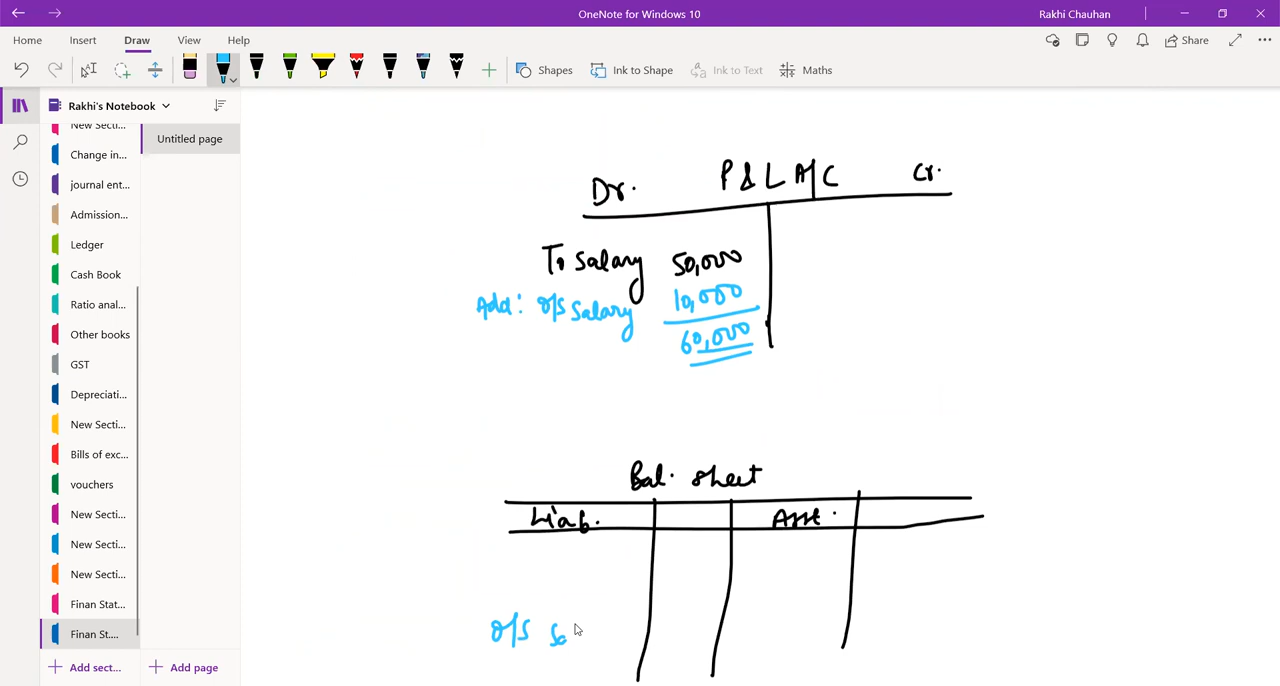 OneNote for Windows 10
Rakhi Chauhan
Home Insert Draw View Help
Share
Shapes Ink to Shape Ink to Text Maths
Rakhi's Notebook
Untitled page
New Secti...
Change in...
journal ent...
Admission...
Ledger
Cash Book
Ratio anal...
Other books
GST
Depreciati...
New Secti...
Bills of exc...
vouchers
New Secti...
New Secti...
New Secti...
Finan Stat...
Finan St....
Add sect...
Add page
Dr. P & L A/C Cr.
To Salary 50,000
Add: O/S Salary 10,000
60,000
Bal. Sheet
Liab. Asst.
O/S Sa